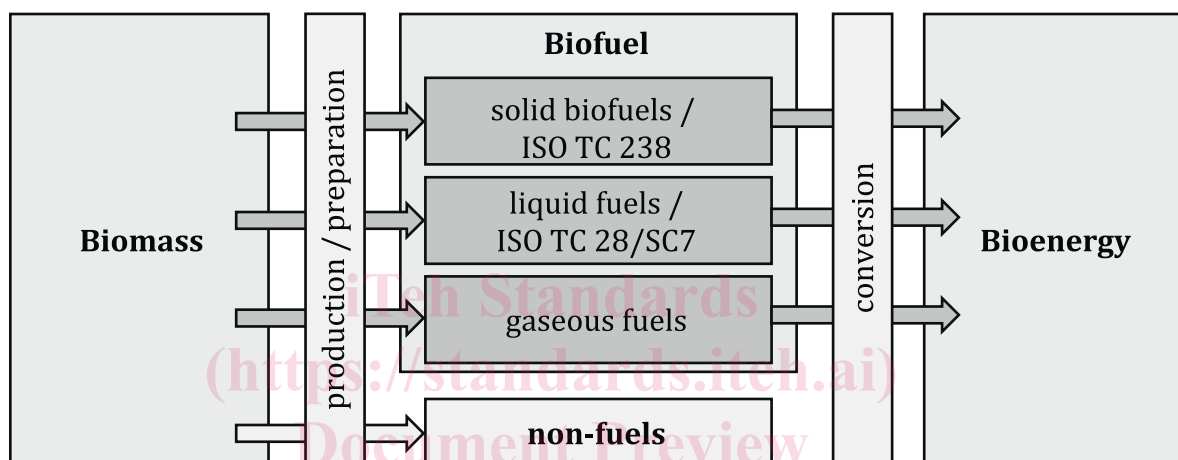 Biomass
production / preparation
Biofuel
solid biofuels /
ISO TC 238
liquid fuels /
ISO TC 28/SC7
gaseous fuels
non-fuels
conversion
Bioenergy
iTeh Standards
(https://standards.iteh.ai)
Document Preview